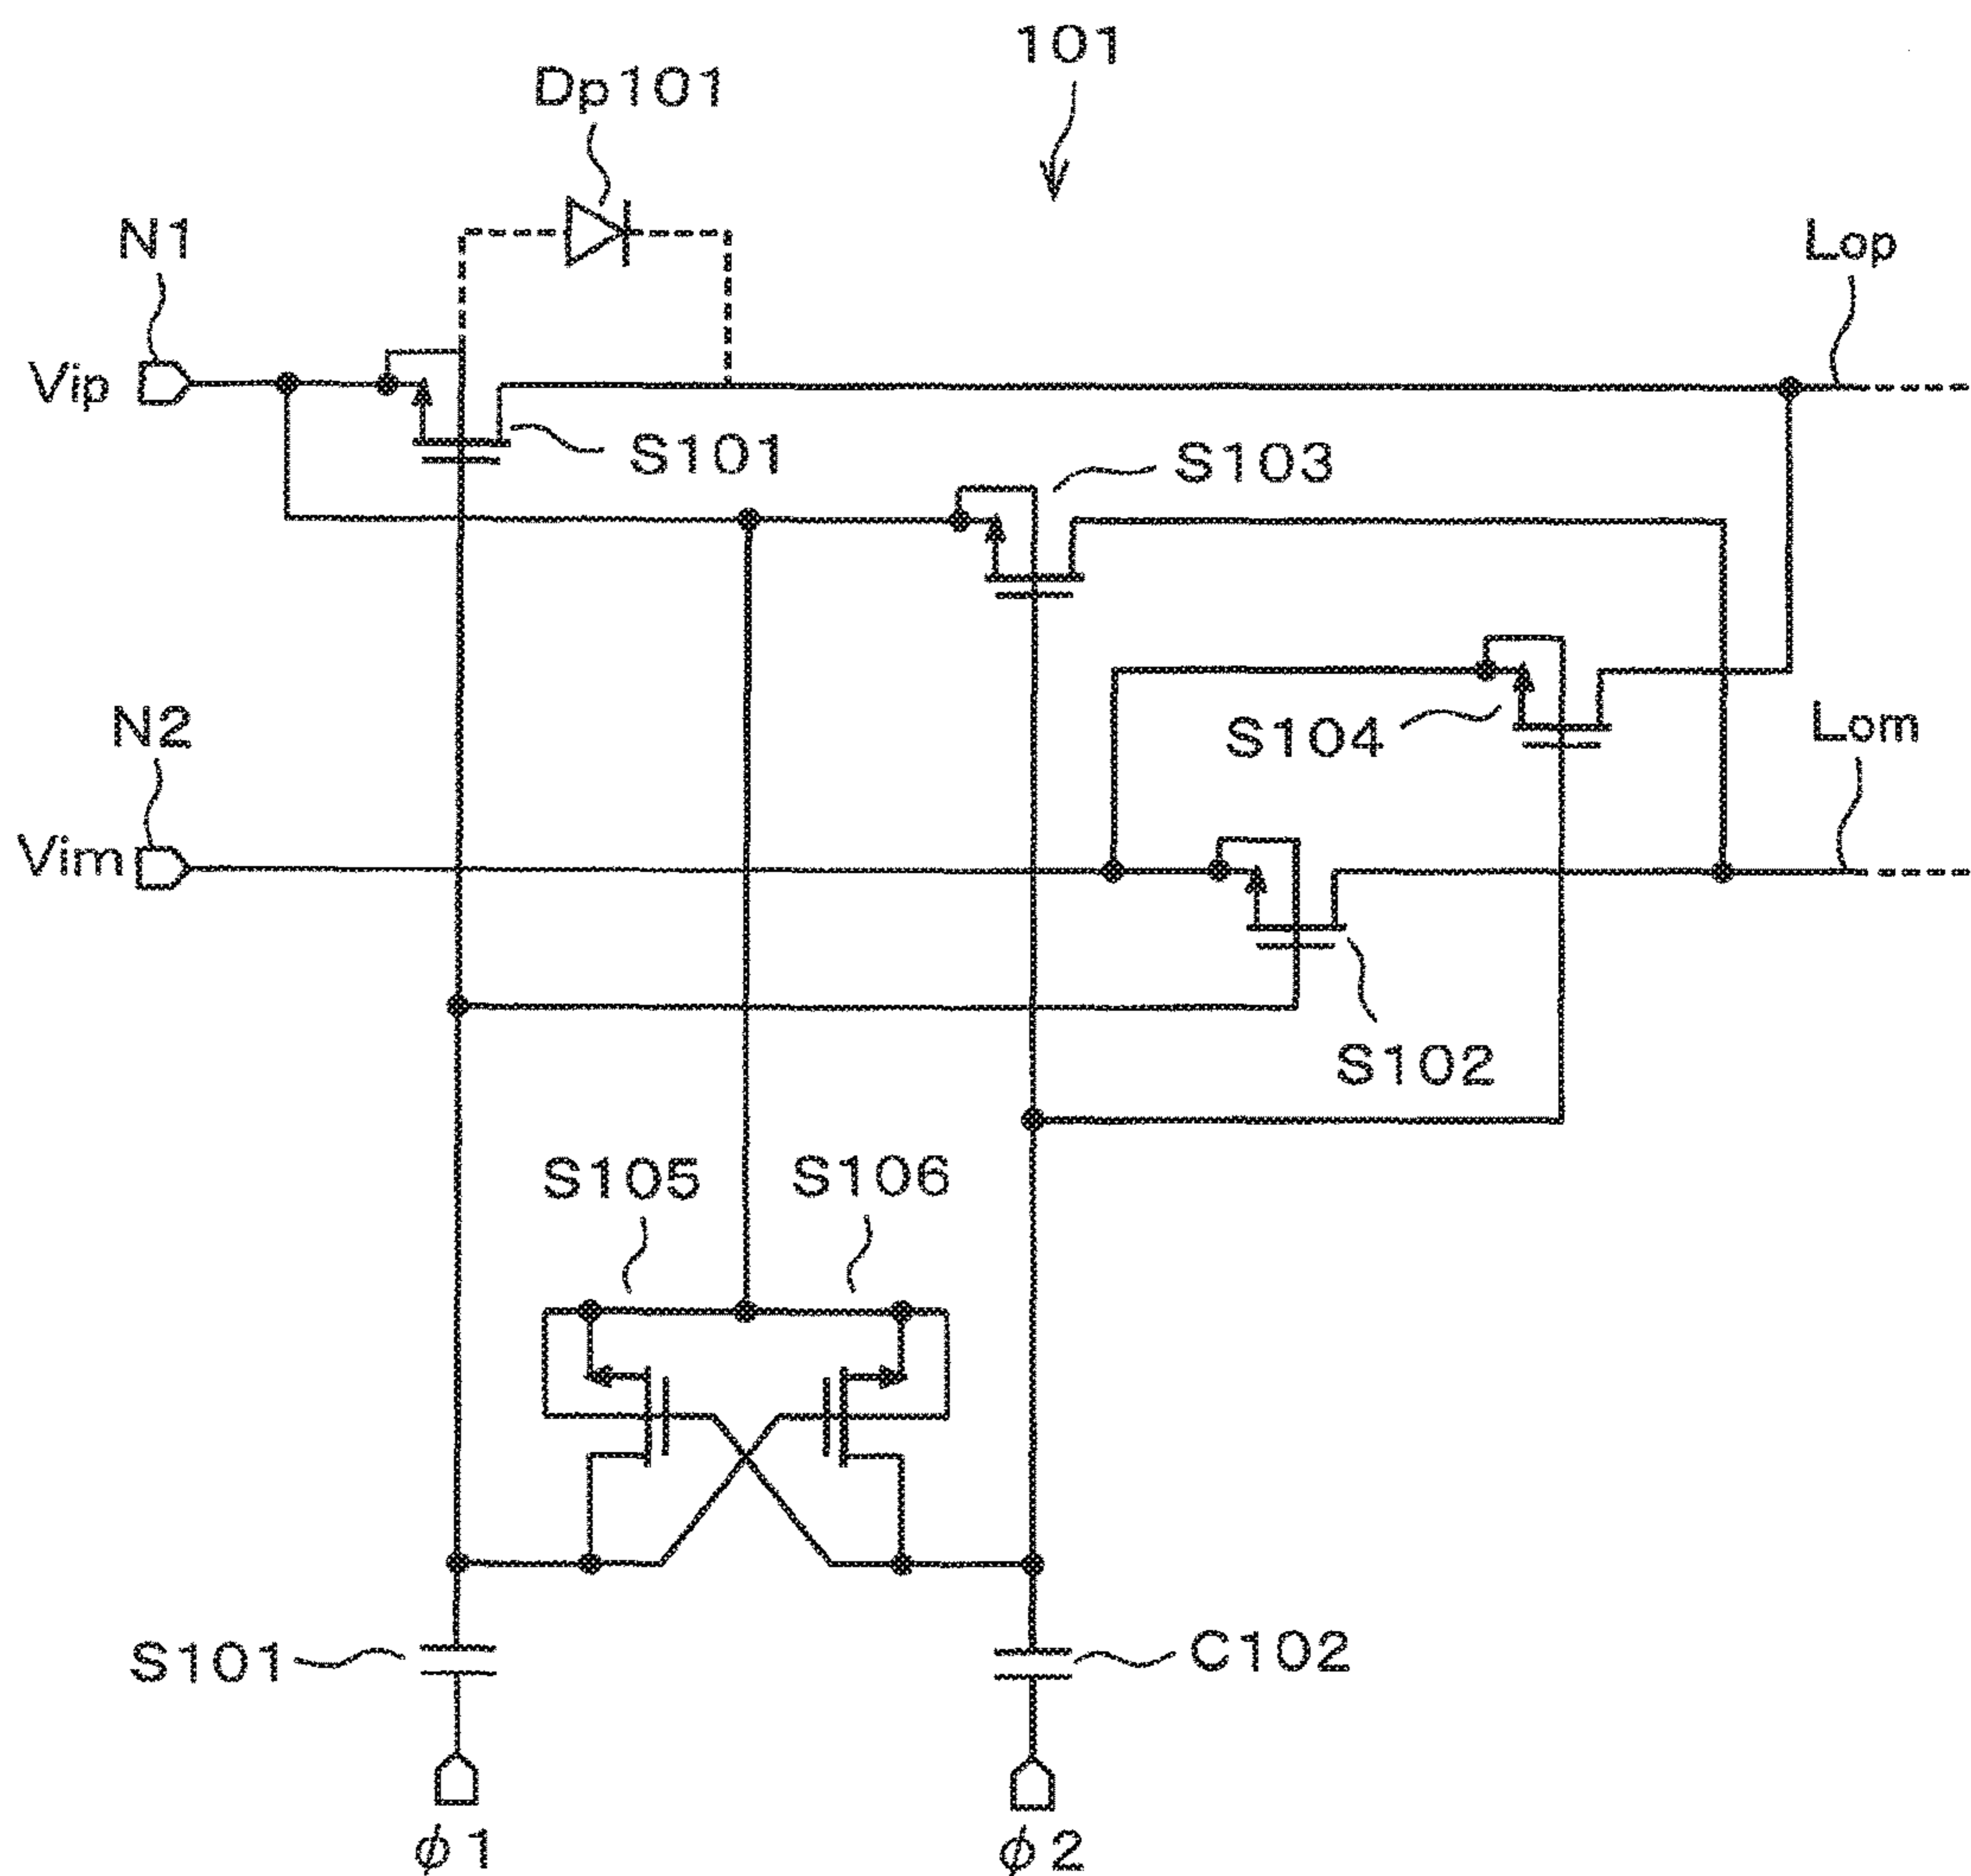 101
Dp101
N1
Lop
Vip
S101
S103
N2
S104
Lom
Vim
S102
S105
S106
S101
C102
ϕ1
ϕ2